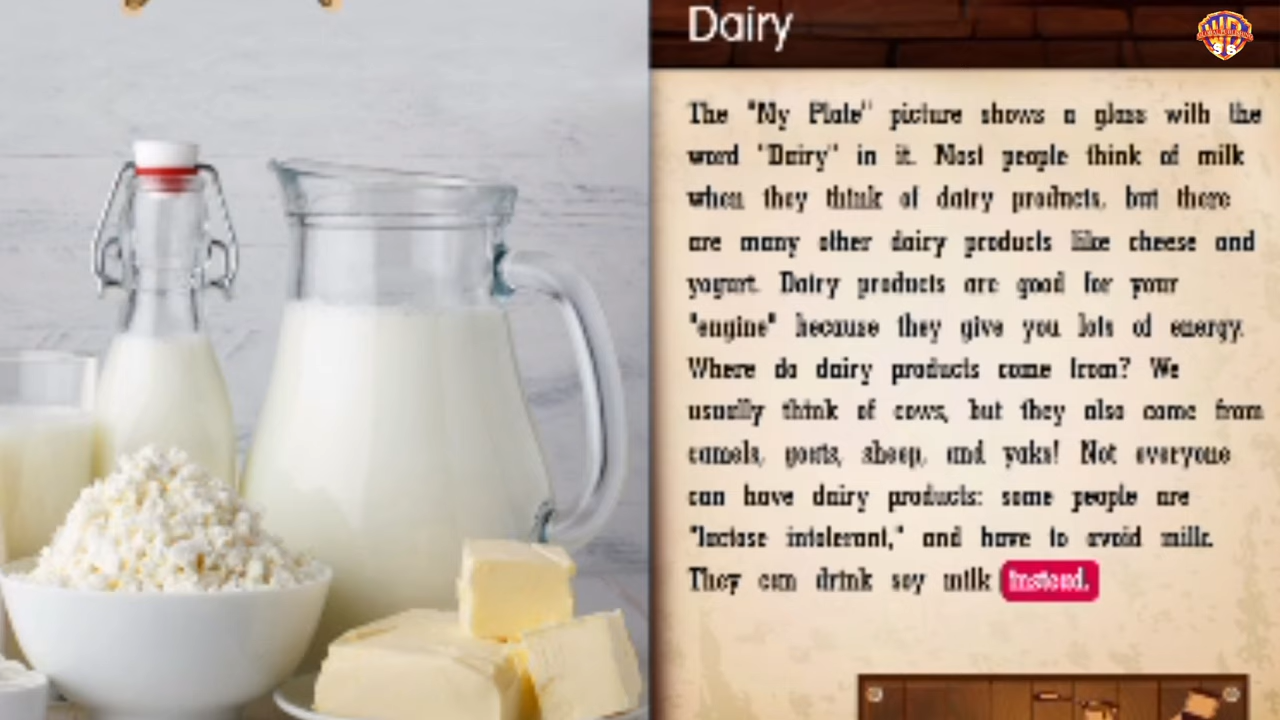 Dairy
The "My Plate" picture shows a glass with the
word "Dairy" in it. Most people think of milk
when they think of dairy products, but there
are many other dairy products like cheese and
yogurt. Dairy products are good for your
"engine" because they give you lots of energy.
Where do dairy products come from? We
usually think of cows, but they also come from
camels, goats, sheep, and yaks! Not everyone
can have dairy products: some people are
"lactose intolerant," and have to avoid milk.
They can drink soy milk instead.